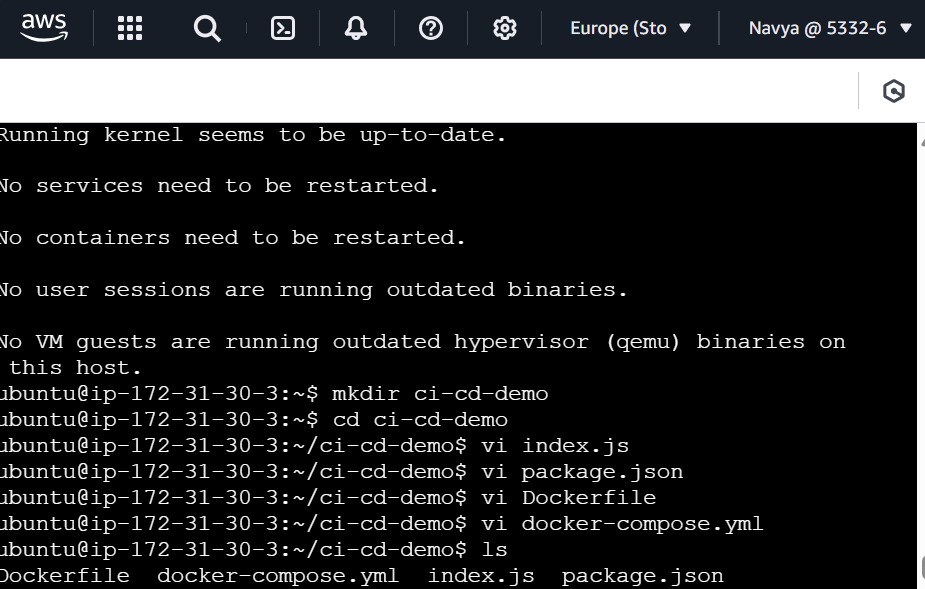 aws
Europe (Sto
Navya @ 5332-6
Running kernel seems to be up-to-date.
No services need to be restarted.
No containers need to be restarted.
No user sessions are running outdated binaries.
No VM guests are running outdated hypervisor (qemu) binaries on
this host.
ubuntu@ip-172-31-30-3:~$ mkdir ci-cd-demo
ubuntu@ip-172-31-30-3:~$ cd ci-cd-demo
ubuntu@ip-172-31-30-3:~/ci-cd-demo$ vi index.js
ubuntu@ip-172-31-30-3:~/ci-cd-demo$ vi package.json
ubuntu@ip-172-31-30-3:~/ci-cd-demo$ vi Dockerfile
ubuntu@ip-172-31-30-3:~/ci-cd-demo$ vi docker-compose.yml
ubuntu@ip-172-31-30-3:~/ci-cd-demo$ ls
Dockerfile  docker-compose.yml  index.js  package.json